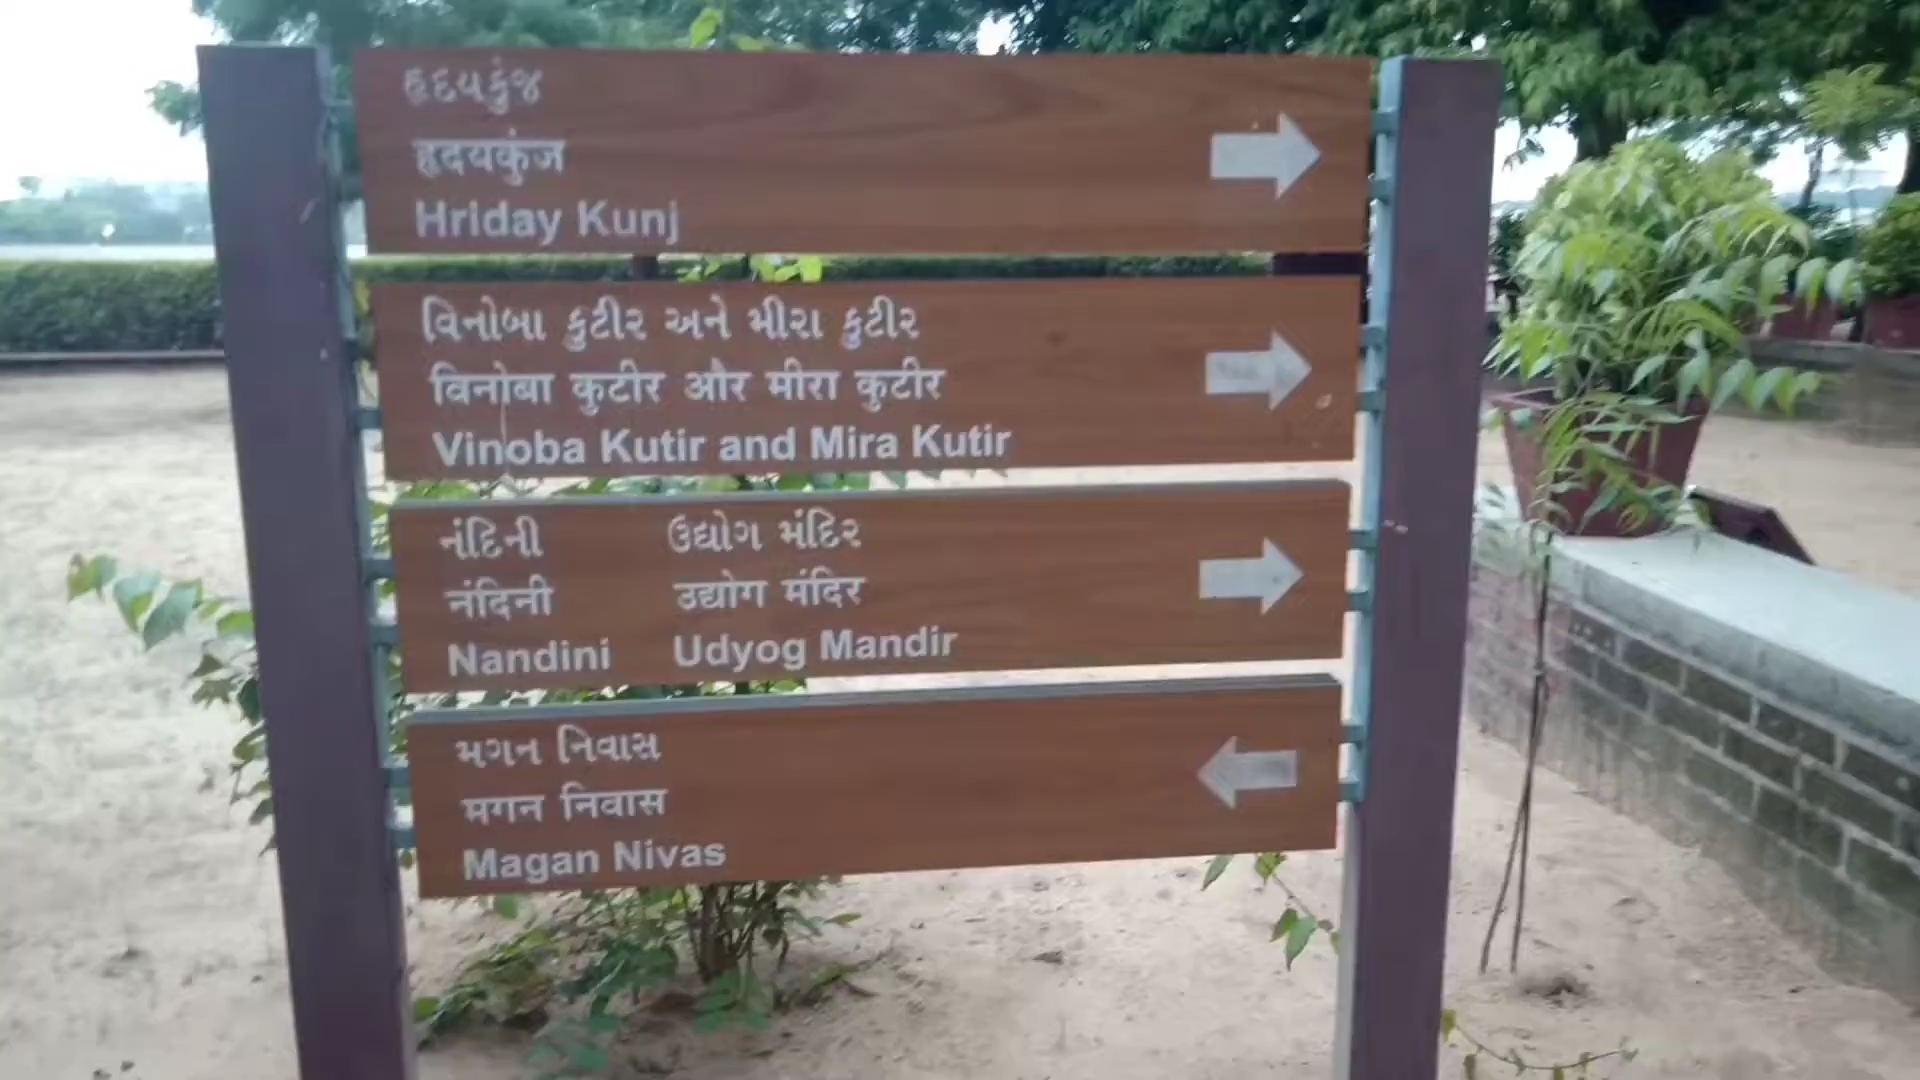 હૃદયકુંજ
हृदयकुंज
Hriday Kunj
વિનોબા કુટીર અને મીરા કુટીર
विनोबा कुटीर और मीरा कुटीर
Vinoba Kutir and Mira Kutir
નંદિની ઉદ્યોગ મંદિર
नंदिनी उद्योग मंदिर
Nandini Udyog Mandir
મગન નિવાસ
मगन निवास
Magan Nivas